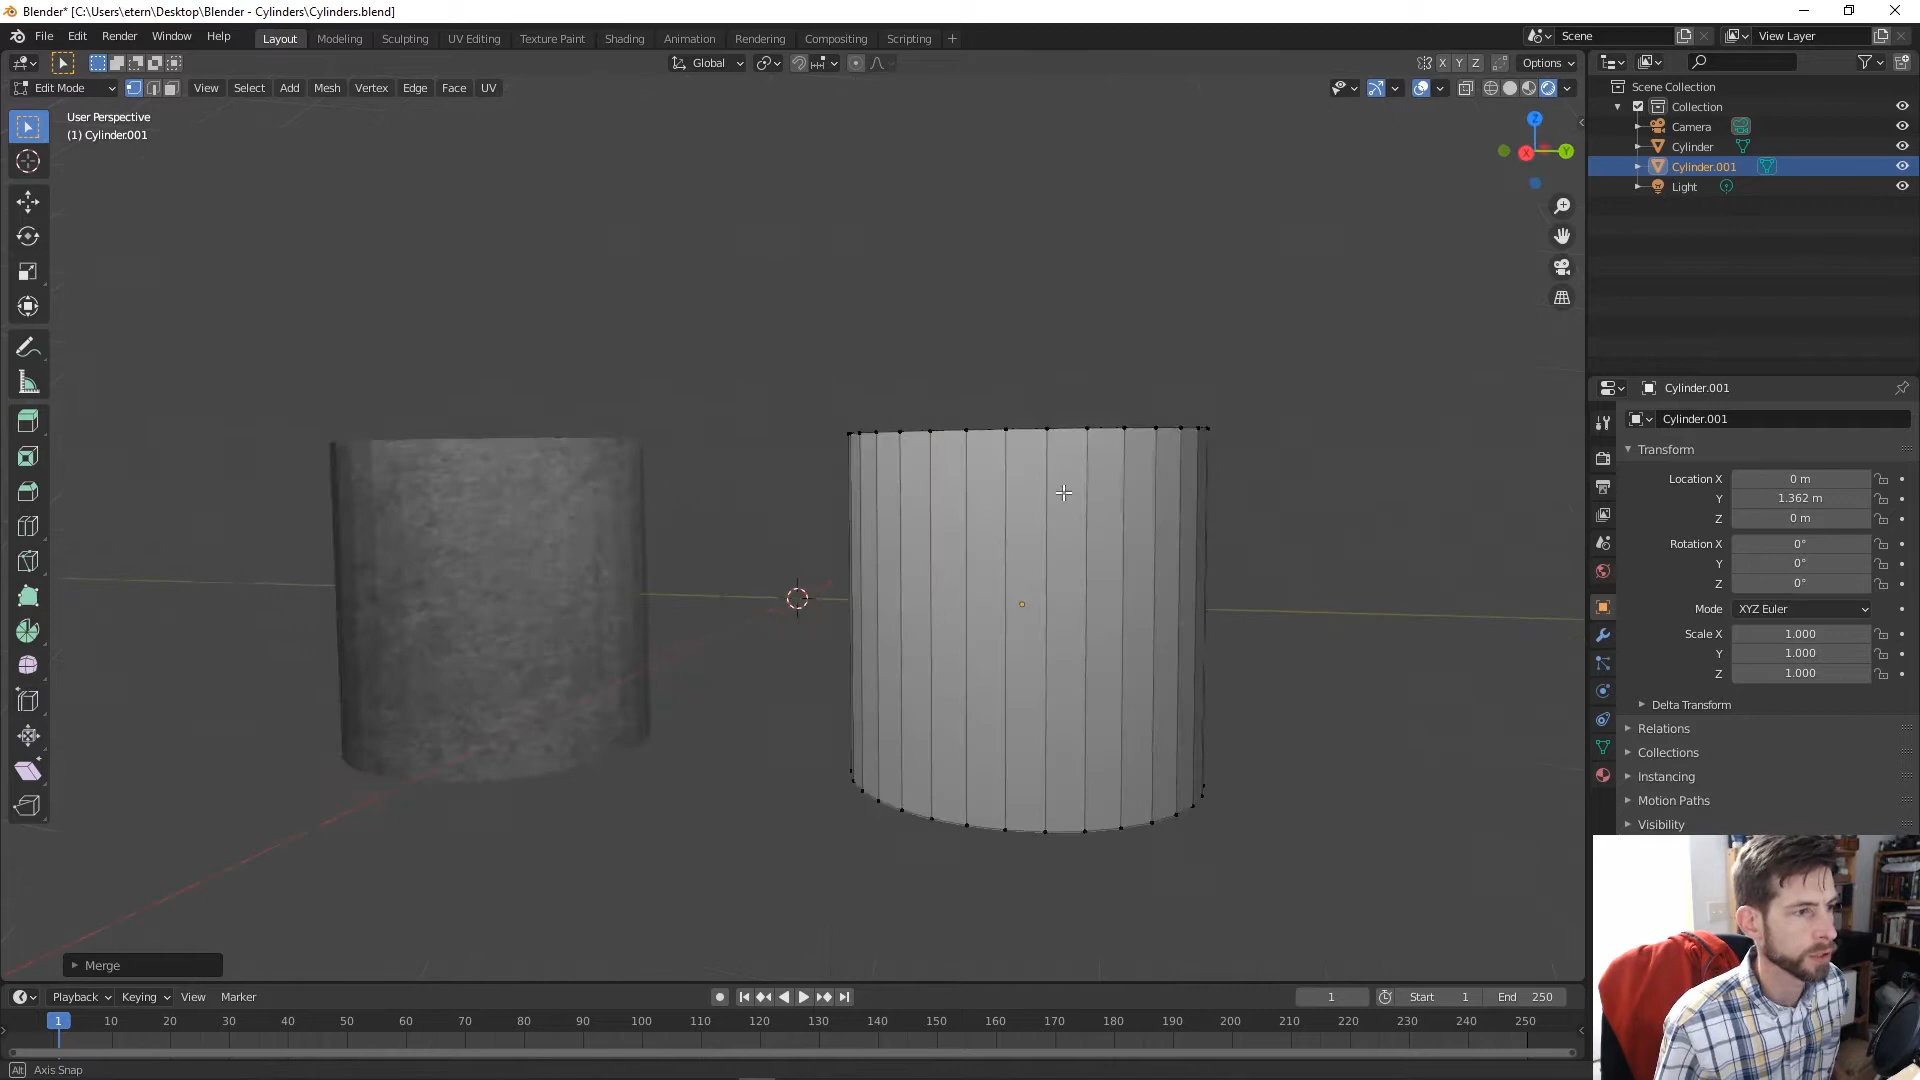 Blender* [C:\Users\etern\Desktop\Blender - Cylinders\Cylinders.blend]
File Edit Render Window Help Layout Modeling Sculpting UV Editing Texture Paint Shading Animation Rendering Compositing Scripting + Scene View Layer
Global X Y Z Options
Edit Mode View Select Add Mesh Vertex Edge Face UV
Scene Collection
Collection
Camera
Cylinder
Cylinder.001
Light
User Perspective
(1) Cylinder.001
Z
X
Y
Cylinder.001
Cylinder.001
Transform
Location X 0 m
Y 1.362 m
Z 0 m
Rotation X 0°
Y 0°
Z 0°
Mode XYZ Euler
Scale X 1.000
Y 1.000
Z 1.000
Delta Transform
Relations
Collections
Instancing
Motion Paths
Visibility
Merge
Playback Keying View Marker 1 Start 1 End 250
1 10 20 30 40 50 60 70 80 90 100 110 120 130 140 150 160 170 180 190 200 210 220 230 240 250
Alt Axis Snap